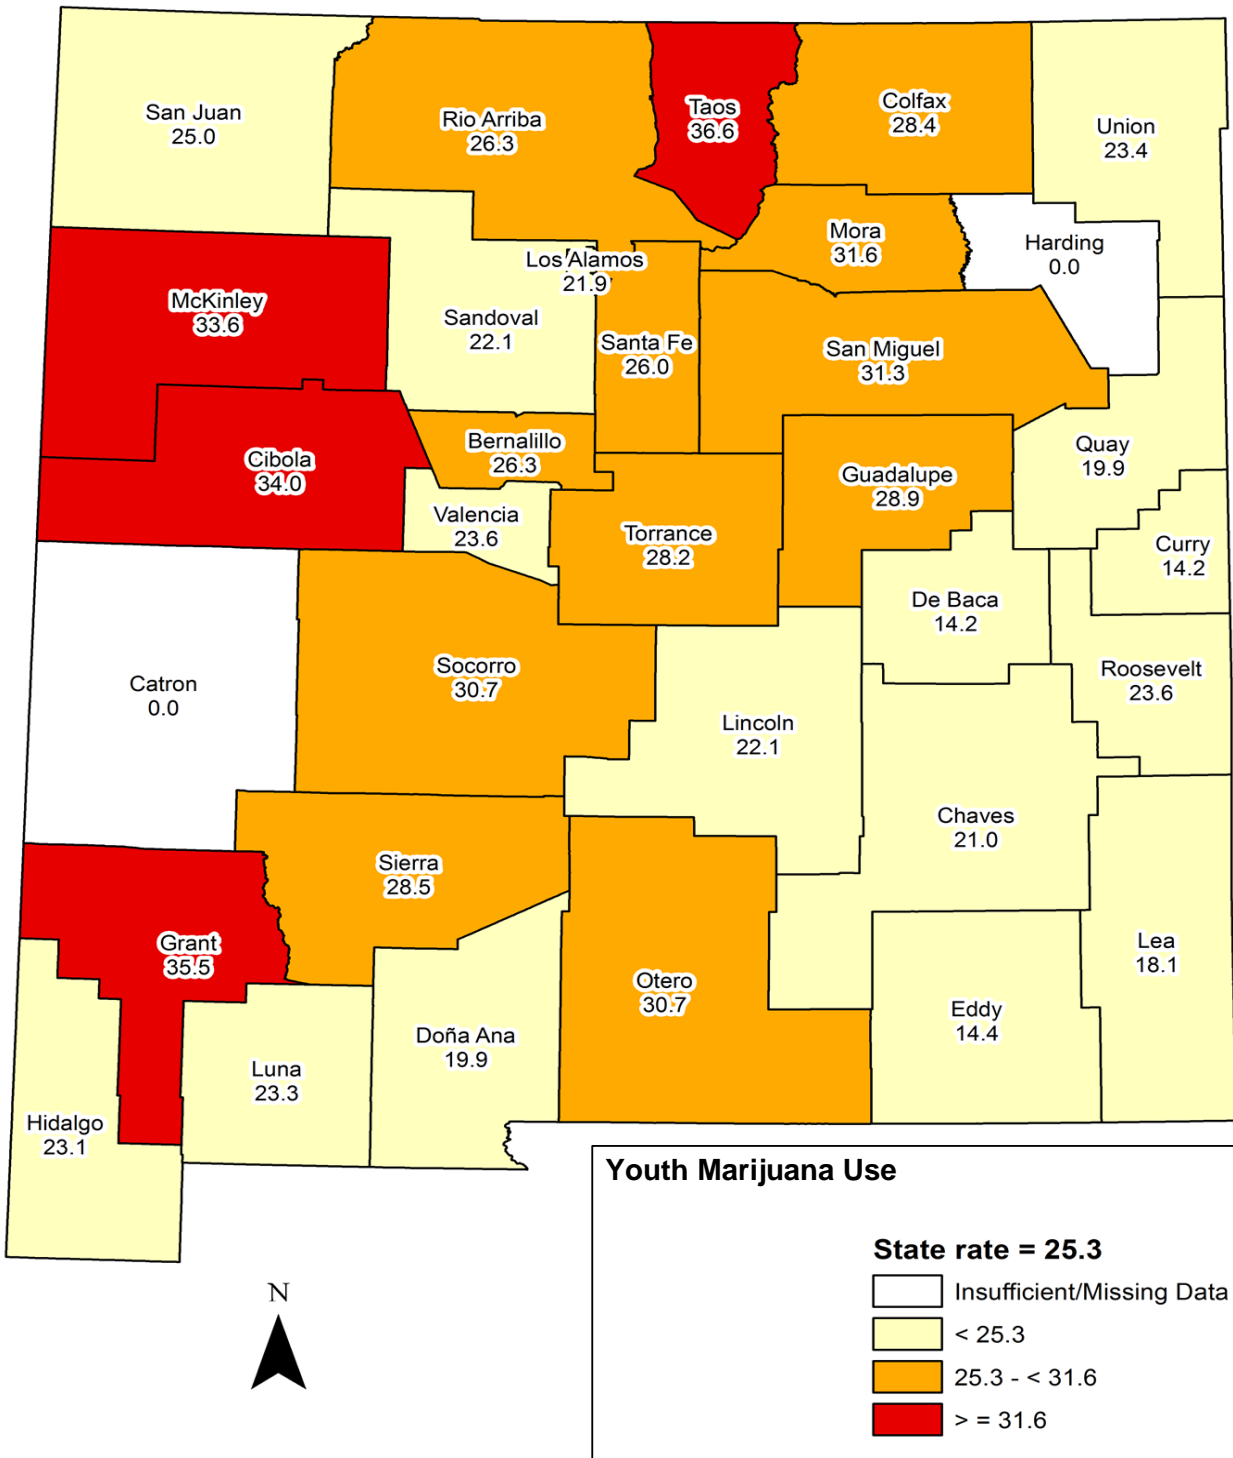 San Juan
25.0
Rio Arriba
26.3
Taos
36.6
Colfax
28.4
Union
23.4
Mora
31.6
Harding
0.0
Los Alamos
21.9
McKinley
33.6
Sandoval
22.1
Santa Fe
26.0
San Miguel
31.3
Bernalillo
26.3
Quay
19.9
Cibola
34.0
Guadalupe
28.9
Valencia
23.6
Torrance
28.2
Curry
14.2
De Baca
14.2
Socorro
30.7
Roosevelt
23.6
Catron
0.0
Lincoln
22.1
Chaves
21.0
Sierra
28.5
Grant
35.5
Lea
18.1
Otero
30.7
Eddy
14.4
Doña Ana
19.9
Luna
23.3
Hidalgo
23.1
Youth Marijuana Use
State rate = 25.3
Insufficient/Missing Data
< 25.3
25.3 - < 31.6
> = 31.6
N